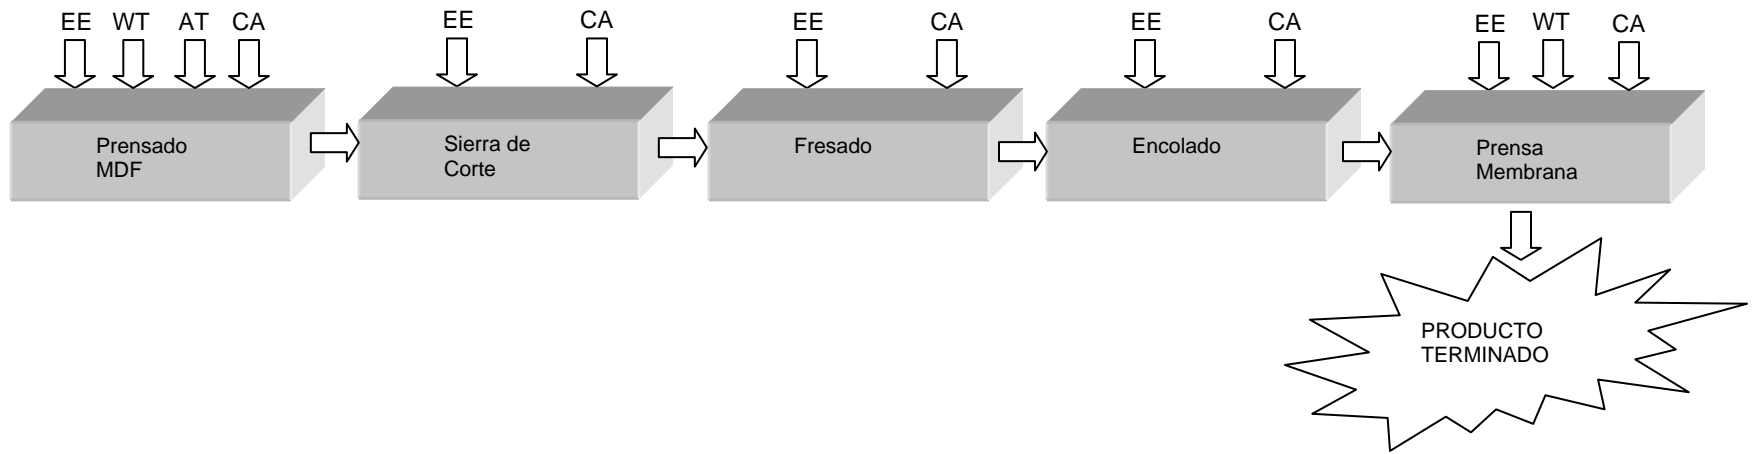 EE WT AT CA
EE CA
EE CA
EE CA
EE WT CA
Prensado
MDF
Sierra de
Corte
Fresado
Encolado
Prensa
Membrana
PRODUCTO
TERMINADO